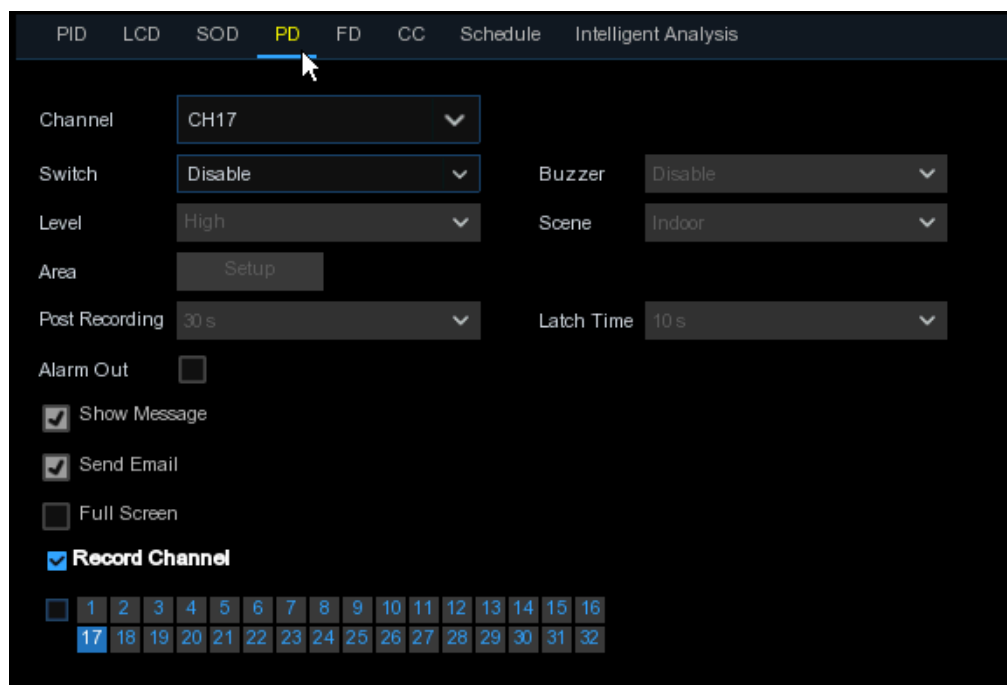 PID LCD SOD PD FD CC Schedule Intelligent Analysis
Channel CH17
Switch Disable Buzzer Disable
Level High Scene Indoor
Area Setup
Post Recording 30 s Latch Time 10 s
Alarm Out
Show Message
Send Email
Full Screen
Record Channel
1 2 3 4 5 6 7 8 9 10 11 12 13 14 15 16
17 18 19 20 21 22 23 24 25 26 27 28 29 30 31 32